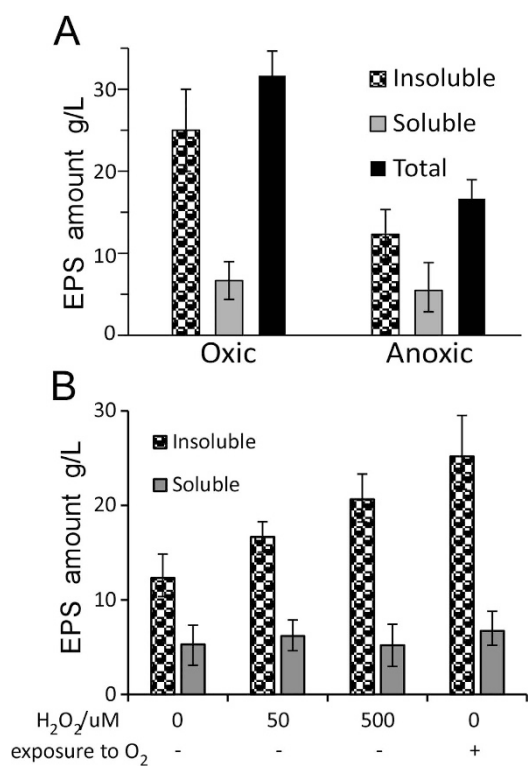 A
EPS amount g/L
30
20
10
0
Insoluble
Soluble
Total
Oxic Anoxic
B
EPS amount g/L
30
20
10
0
Insoluble
Soluble
H₂O₂/uM 0 50 500 0
exposure to O₂ - - - +